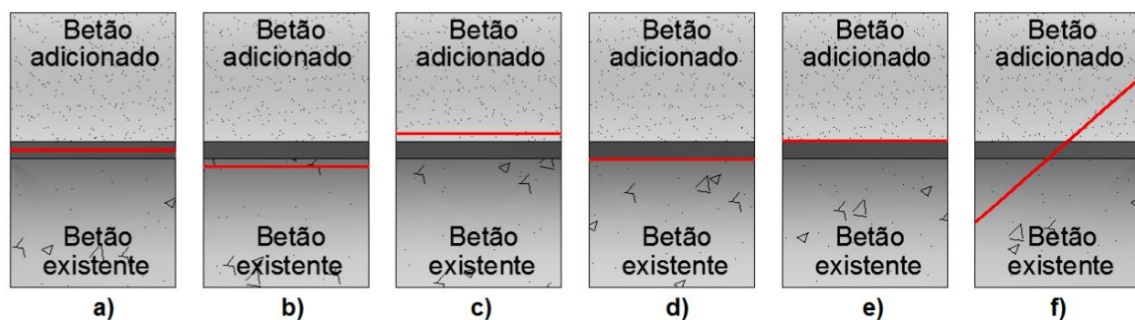 Betão
adicionado
Betão
existente
a)
Betão
adicionado
Betão
existente
b)
Betão
adicionado
Betão
existente
c)
Betão
adicionado
Betão
existente
d)
Betão
adicionado
Betão
existente
e)
Betão
adicionado
Betão
existente
f)